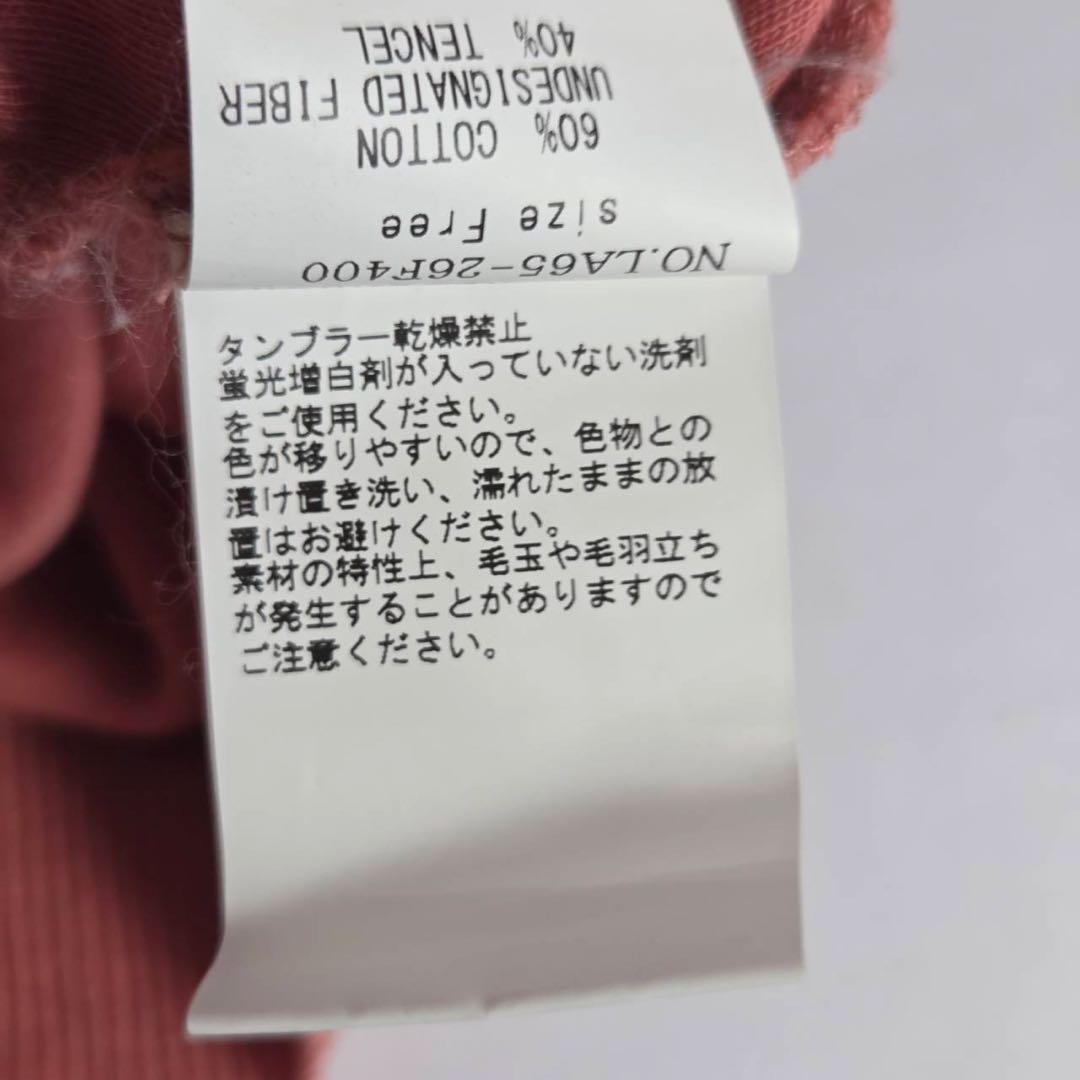 NO.LA65-26F400
size Free
60% COTTON
UNDESIGNATED FIBER
40% TENCEL
タンブラー乾燥禁止
蛍光増白剤が入っていない洗剤
をご使用ください。
色が移りやすいので、色物との
漬け置き洗い、濡れたままの放
置はお避けください。
素材の特性上、毛玉や毛羽立ち
が発生することがありますので
ご注意ください。